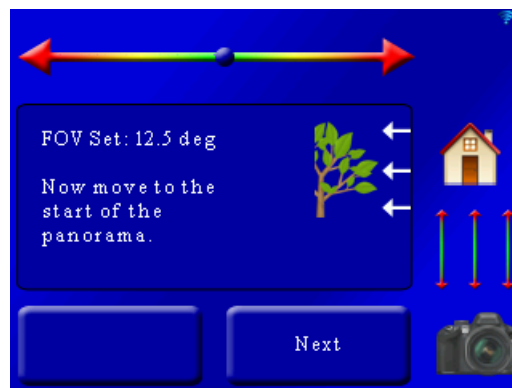 FOV Set: 12.5 deg
Now move to the
start of the
panorama.
Next